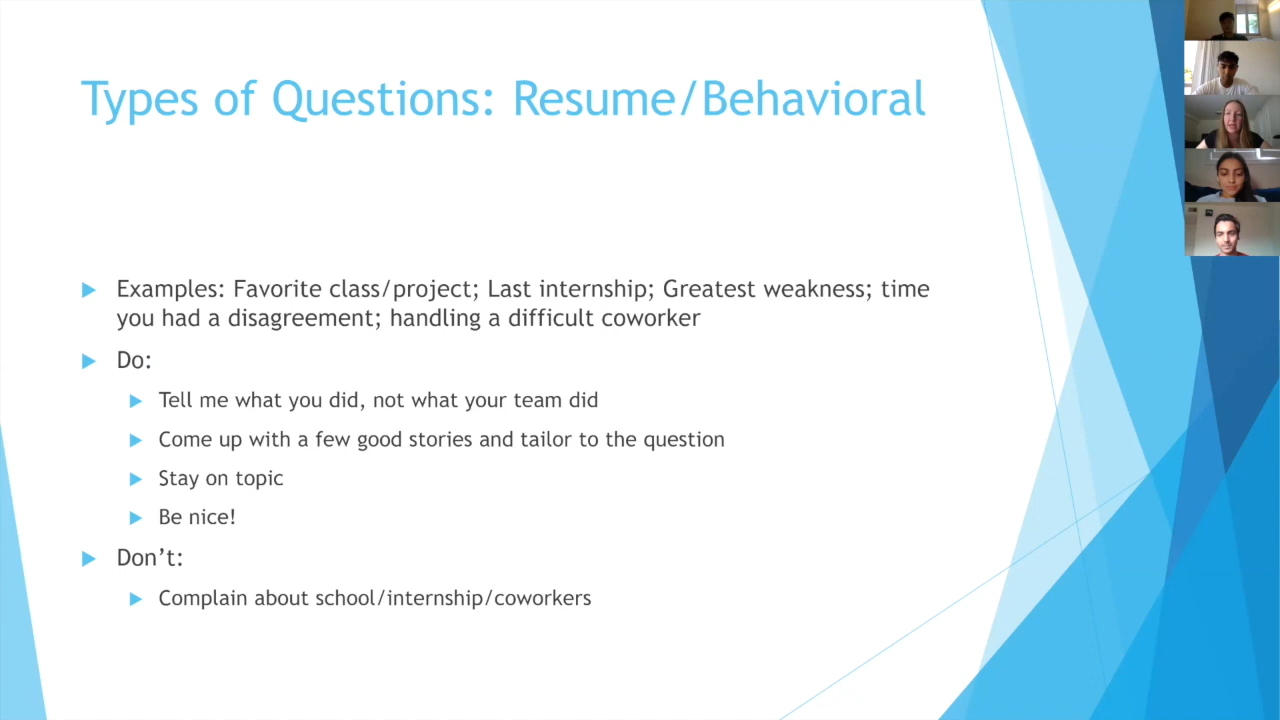 Types of Questions: Resume/Behavioral
Examples: Favorite class/project; Last internship; Greatest weakness; time
you had a disagreement; handling a difficult coworker
Do:
Tell me what you did, not what your team did
Come up with a few good stories and tailor to the question
Stay on topic
Be nice!
Don’t:
Complain about school/internship/coworkers